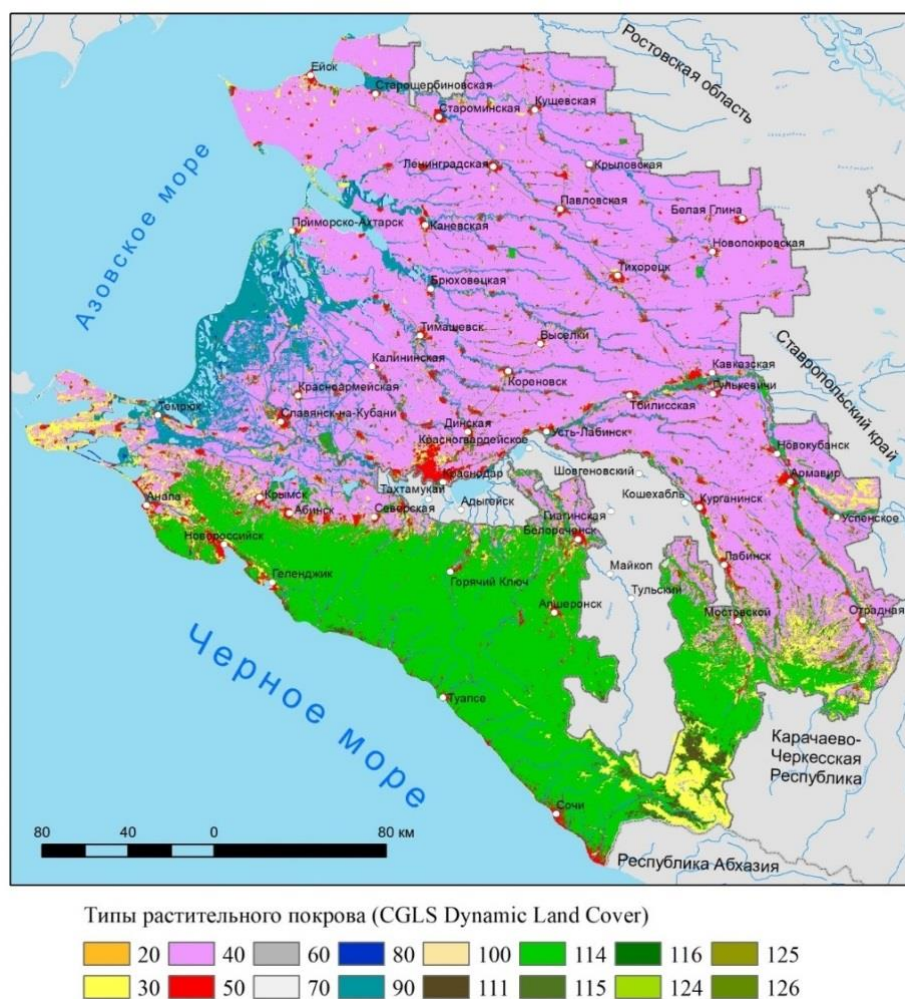 Ростовская область
Ейск
Старощербиновская
Староминская
Кущевская
Ленинградская
Крыловская
Азовское море
Павловская
Белая Глина
Приморско-Ахтарск
Каневская
Новопокровская
Тихорецк
Брюховецкая
Тимашевск
Выселки
Ставропольский край
Калининская
Кореновск
Кавказская
Гулькевичи
Красноармейская
Тбилисская
Темрюк
Славянск-на-Кубани
Динская
Красногвардейское
Усть-Лабинск
Новокубанск
Краснодар
Шовгеновский
Армавир
Анапа
Крымск
Тахтамукай
Адыгейск
Кошехабль
Курганинск
Абинск
Северская
Гиагинская
Успенское
Белореченск
Новороссийск
Майкоп
Лабинск
Геленджик
Горячий Ключ
Тульский
Апшеронск
Мостовской
Отрадная
Черное море
Туапсе
Карачаево-
Черкесская
Республика
Сочи
80 40 0 80 км
Республика Абхазия
Типы растительного покрова (CGLS Dynamic Land Cover)
20 40 60 80 100 114 116 125
30 50 70 90 111 115 124 126